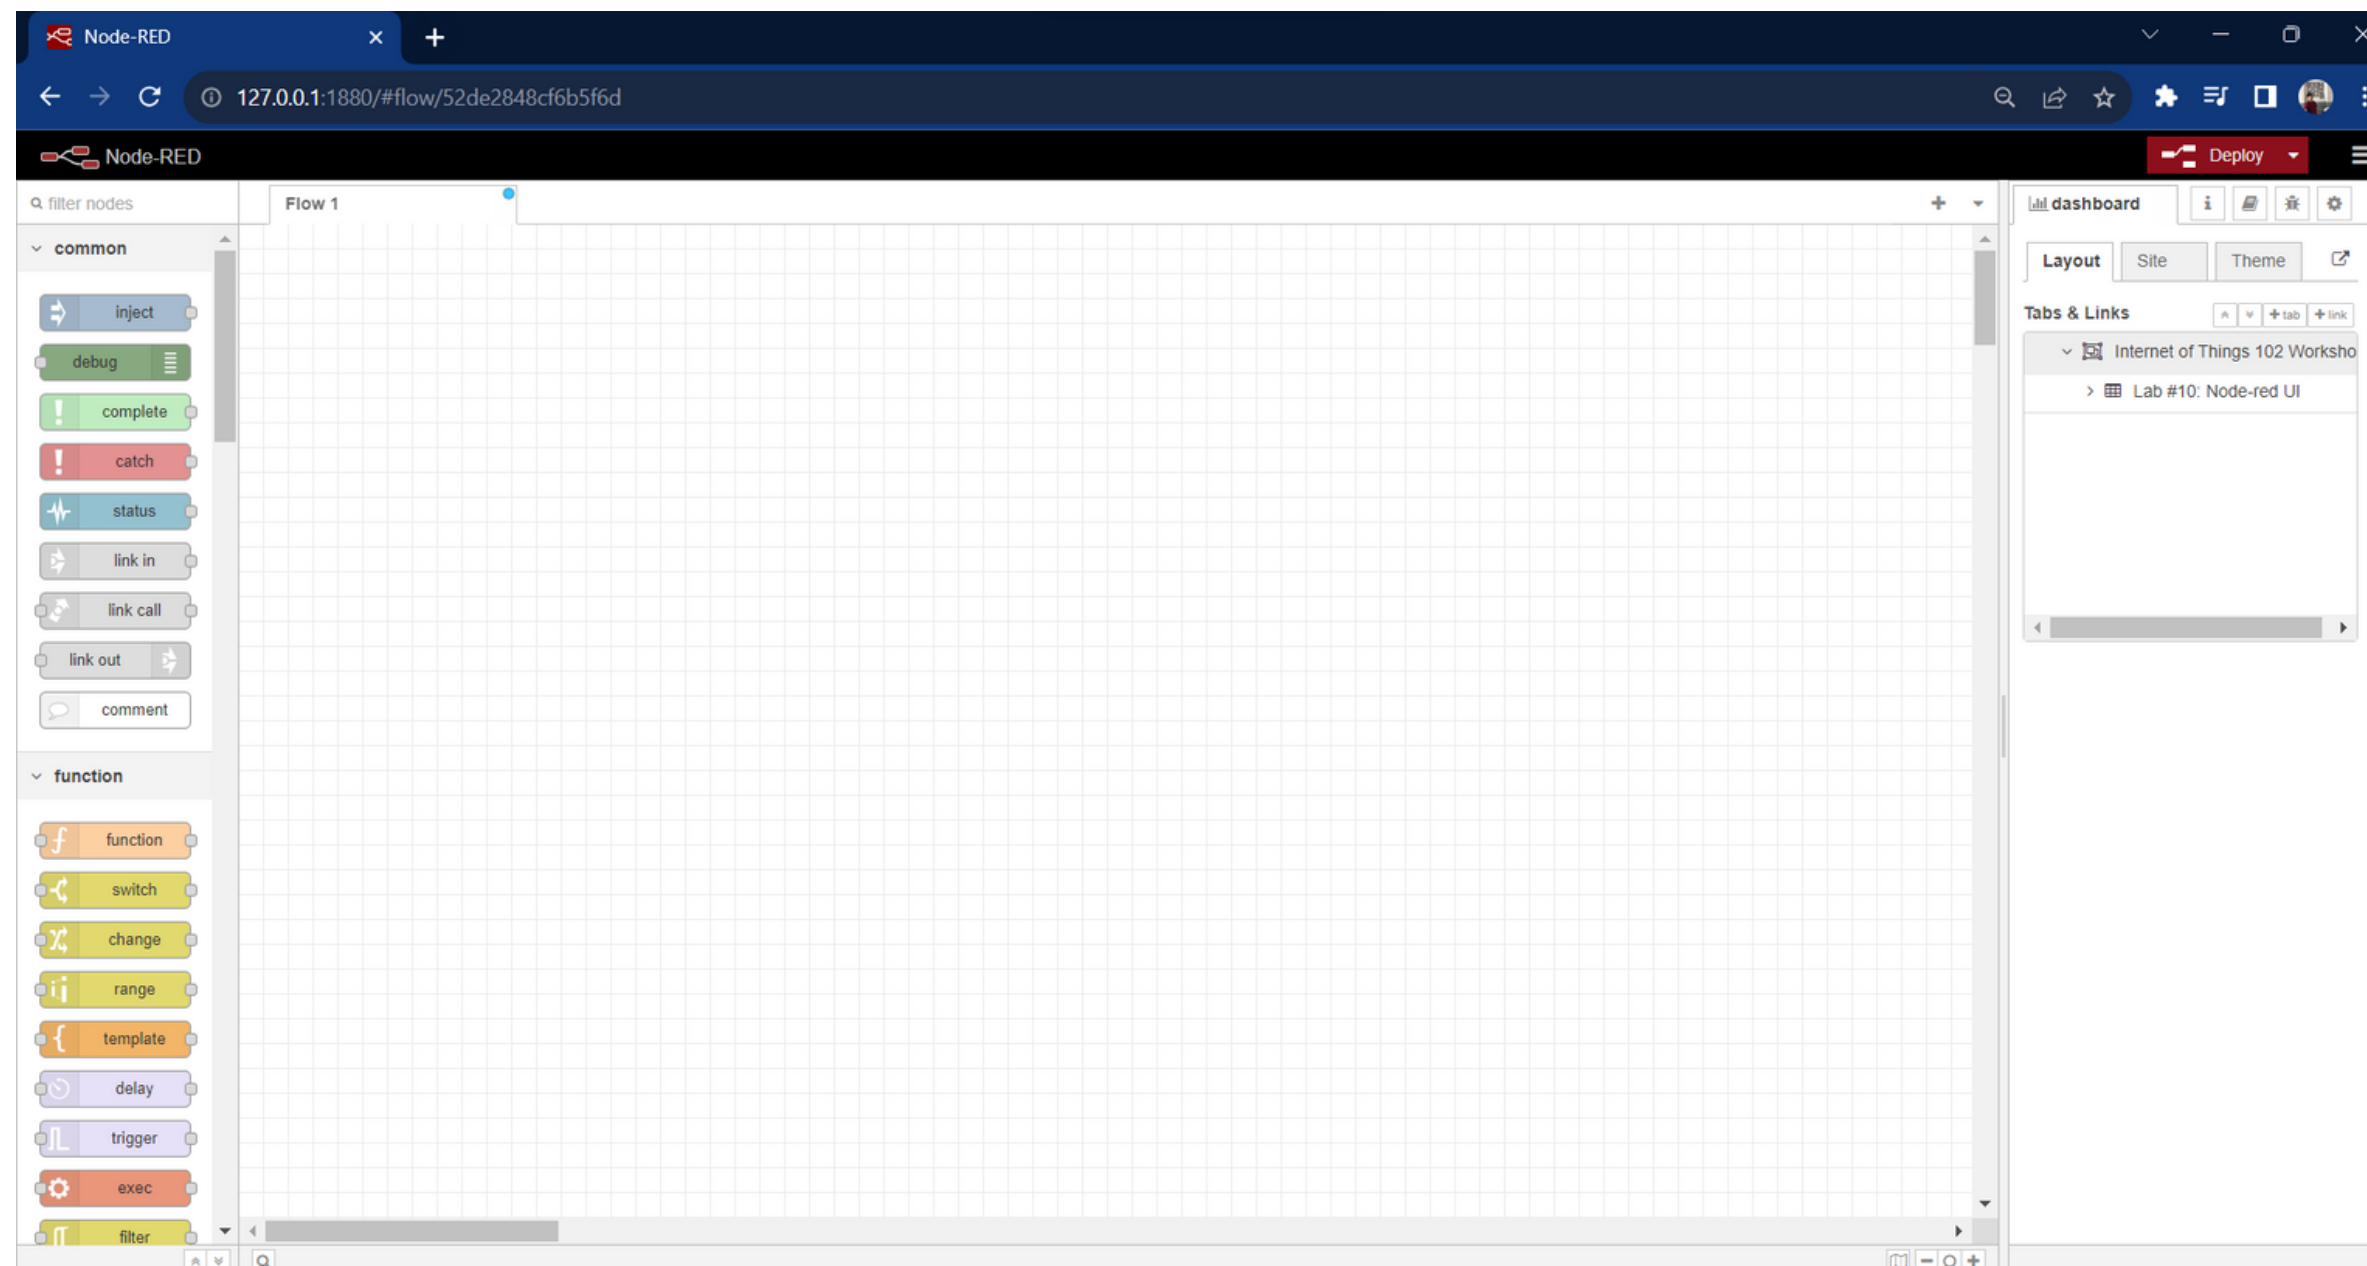 Node-RED
127.0.0.1:1880/#flow/52de2848cf6b5f6d
Node-RED
Deploy
filter nodes
Flow 1
dashboard
common
Layout
Site
Theme
Tabs & Links
tab
link
inject
Internet of Things 102 Worksho
debug
Lab #10: Node-red UI
complete
catch
status
link in
link call
link out
comment
function
function
switch
change
range
template
delay
trigger
exec
filter